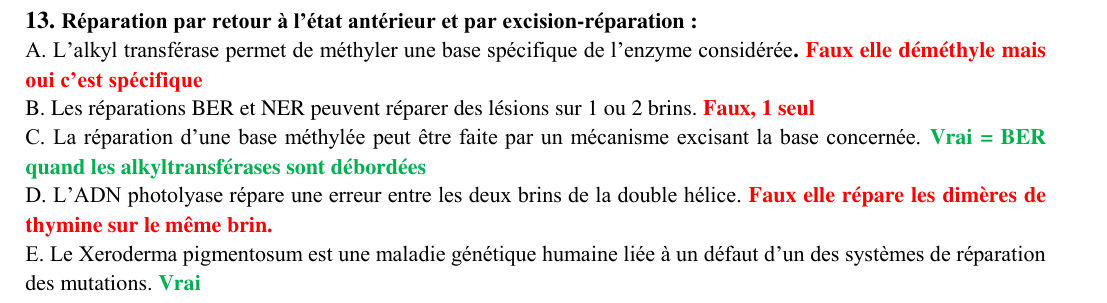 13. Réparation par retour à l’état antérieur et par excision-réparation :
A. L’alkyl transférase permet de méthyler une base spécifique de l’enzyme considérée. Faux elle déméthyle mais
oui c’est spécifique
B. Les réparations BER et NER peuvent réparer des lésions sur 1 ou 2 brins. Faux, 1 seul
C. La réparation d’une base méthylée peut être faite par un mécanisme excisant la base concernée. Vrai = BER
quand les alkyltransférases sont débordées
D. L’ADN photolyase répare une erreur entre les deux brins de la double hélice. Faux elle répare les dimères de
thymine sur le même brin.
E. Le Xeroderma pigmentosum est une maladie génétique humaine liée à un défaut d’un des systèmes de réparation
des mutations. Vrai